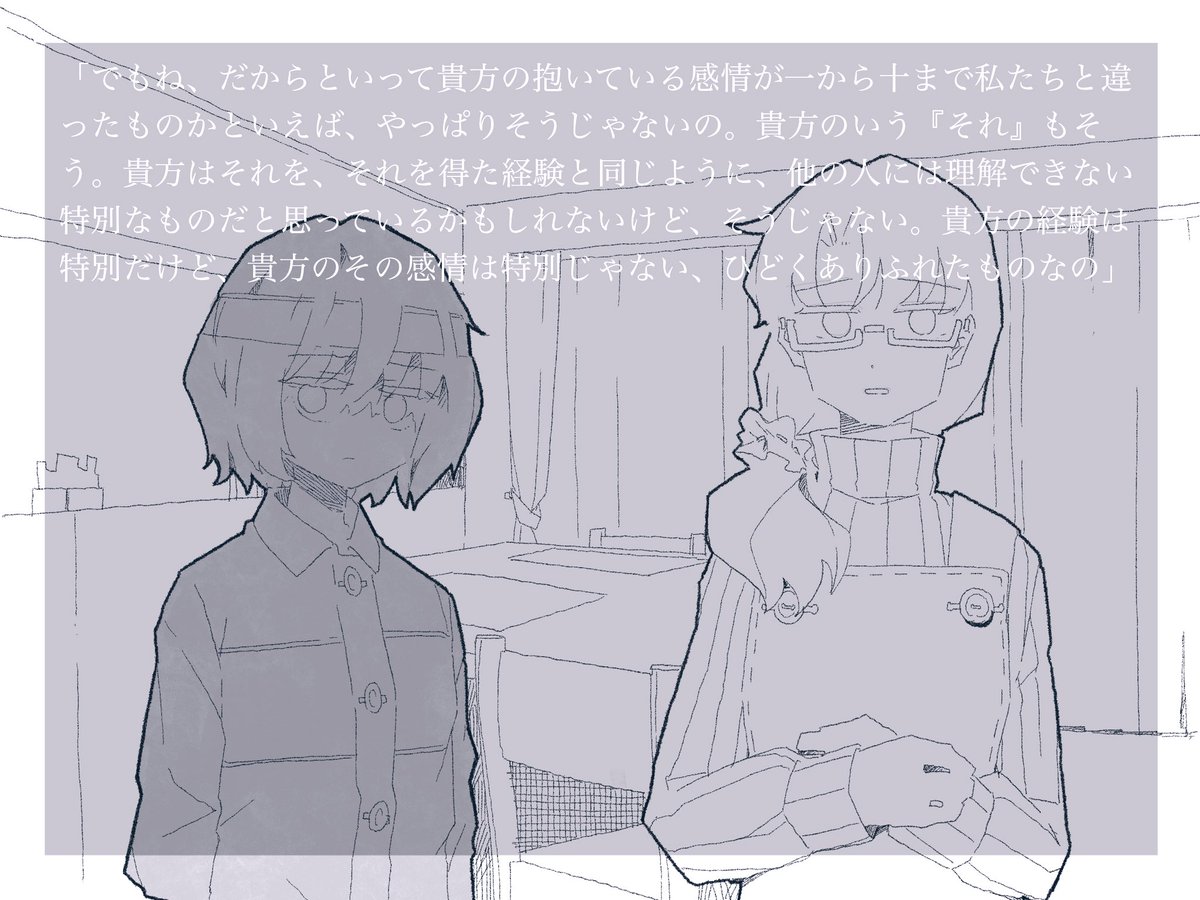 「でもね、だからといって貴方の抱いている感情が一から十まで私たちと違
ったものかといえば、やっぱりそうじゃないの。貴方のいう『それ』もそ
う。貴方はそれを、それを得た経験と同じように、他の人には理解できない
特別なものだと思っているかもしれないけど、そうじゃない。貴方の経験は
特別だけど、貴方のその感情は特別じゃない、ひどくありふれたものなの」